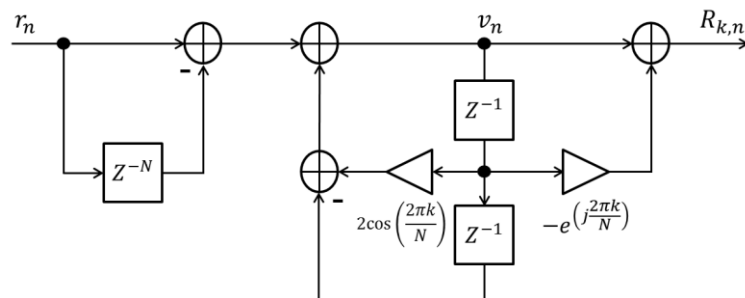 r_n
v_n
R_{k,n}
-
Z^{-1}
Z^{-N}
-
2cos(2πk/N)
Z^{-1}
-e^{(j2πk/N)}